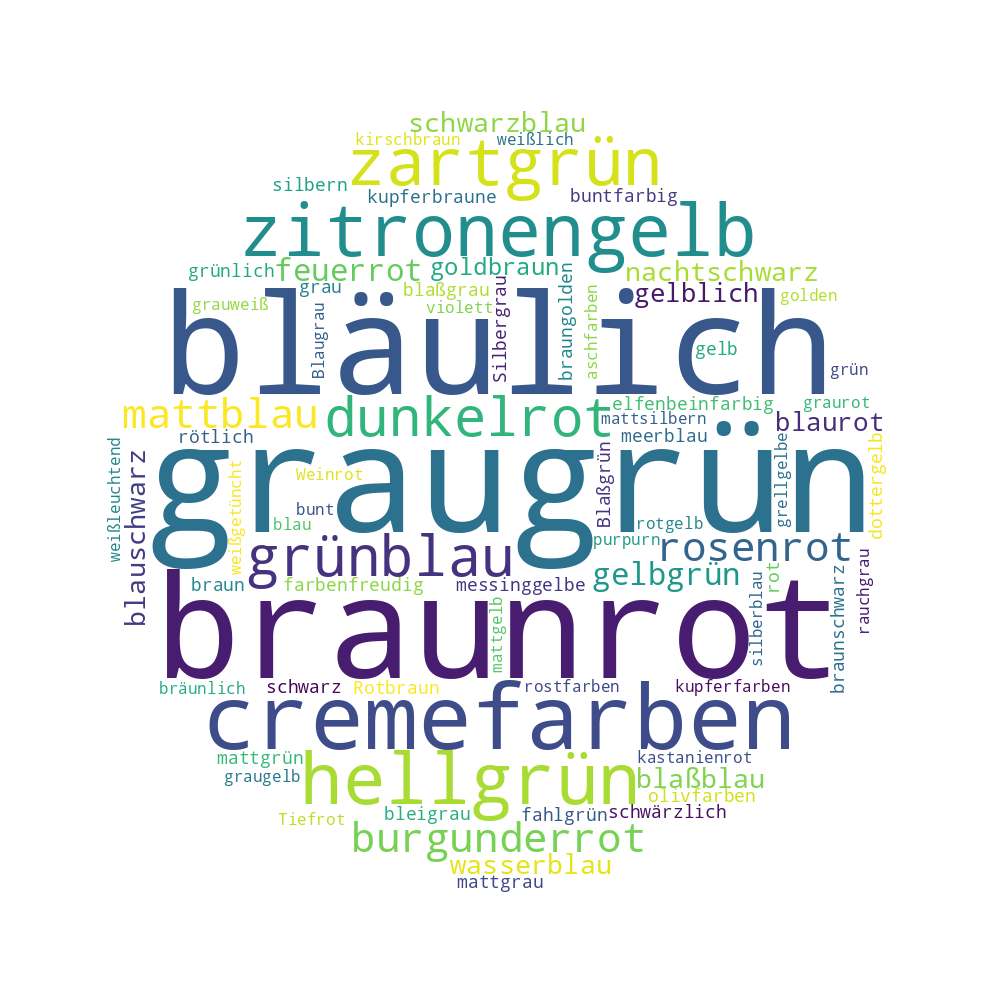 schwarzblau
kirschbraun weißlich
zartgrün
silbern kupferbraune buntfarbig
zitronengelb
grünlich feuerrot goldbraun nachtschwarz
grau blaßgrau gelblich golden
grauweiß violett
Blaugrau Silbergrau braungolden aschfarben
bläulich
gelb
grün
mattblau dunkelrot elfenbeinfarbig graurot
mattsilbern blaurot
rötlich meerblau
weißleuchtend blauschwarz weißgetüncht Blaßgrün grellgelbe dottergelb
graugrün
Weinrot
bunt
blau rotgelb
grünblau purpurn rosenrot
braun farbenfreudig messinggelbe gelbgrün rot
mattgelb silberblau braunschwarz rauchgrau
braunrot
bräunlich schwarz Rotbraun rostfarben kupferfarben
cremefarben
mattgrün kastanienrot
graugelb hellgrün blaßblau
olivfarben
Tiefrot bleigrau fahlgrün schwärzlich
burgunderrot
wasserblau
mattgrau